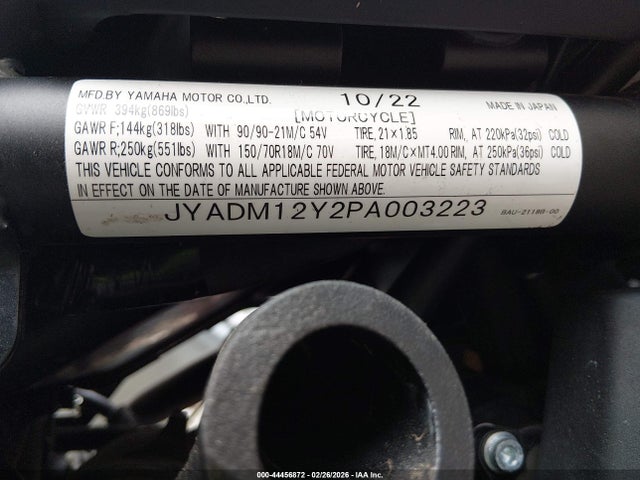 MFD.BY YAMAHA MOTOR CO.,LTD. 10/22 MADE IN JAPAN
GVWR 394kg(869lbs) [MOTORCYCLE]
GAWR F;144kg(318lbs) WITH 90/90-21M/C 54V TIRE, 21×1.85 RIM, AT 220kPa(32psi) COLD
GAWR R;250kg(551lbs) WITH 150/70R18M/C 70V TIRE, 18M/C×MT4.00 RIM, AT 250kPa(36psi) COLD
THIS VEHICLE CONFORMS TO ALL APPLICABLE FEDERAL MOTOR VEHICLE SAFETY STANDARDS
IN EFFECT ON THE DATE OF MANUFACTURE SHOWN ABOVE.
JYADM12Y2PA003223 BAU-2118B-00
000-44456872 | 02/26/2026 - IAA Inc.